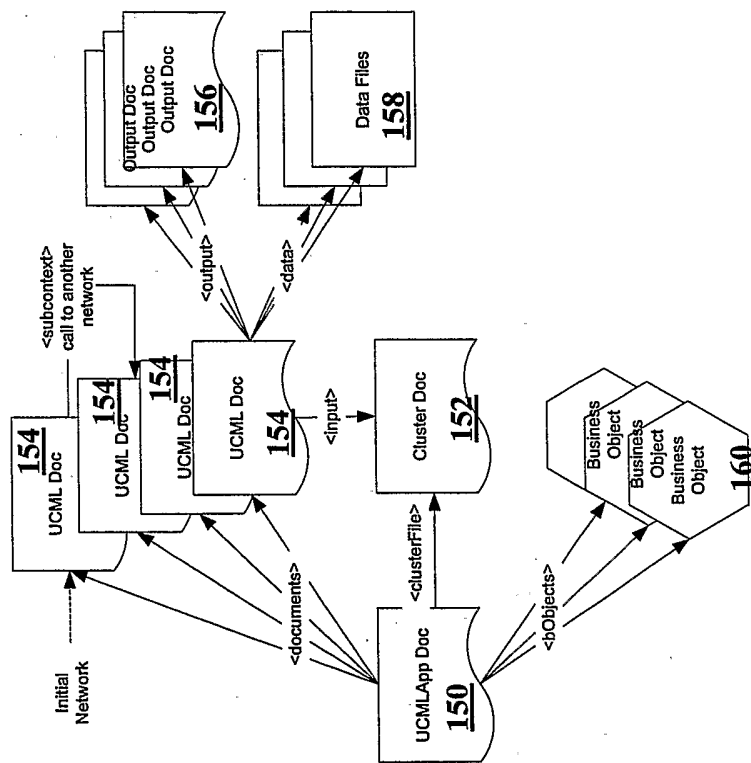 Initial
Network
154
UCML Doc
154
UCML Doc
154
UCML Doc
UCML Doc
154
<subcontext>
call to another
network
<output>
<data>
Output Doc
Output Doc
Output Doc
156
Data Files
158
<documents>
<input>
UCMLApp Doc
150
<clusterFile>
Cluster Doc
152
<bObjects>
Business
Object
Business
Object
Business
Object
160